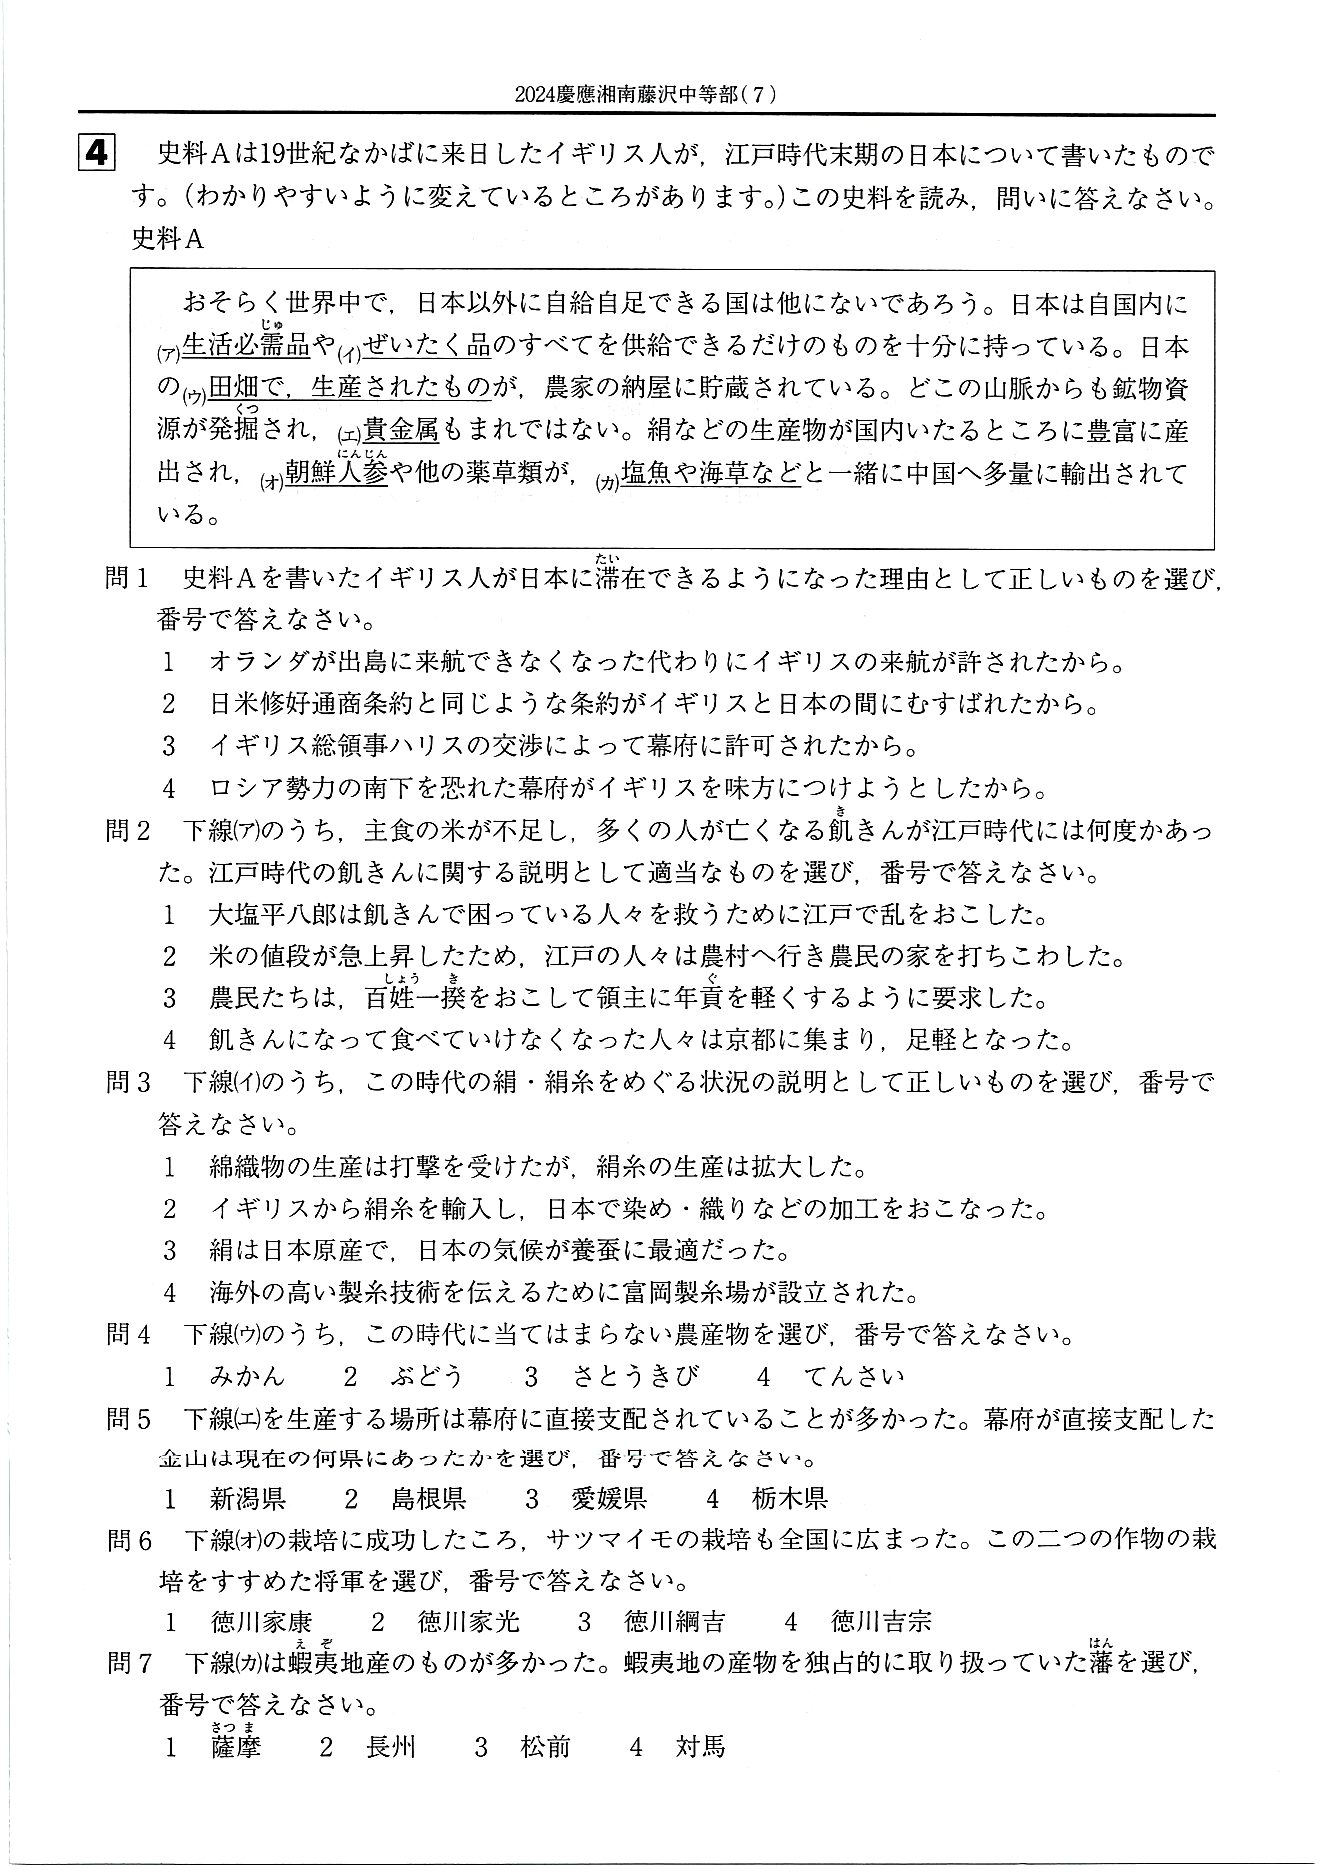 2024慶應湘南藤沢中等部(7)
4 史料Aは19世紀なかばに来日したイギリス人が，江戸時代末期の日本について書いたもので
す。(わかりやすいように変えているところがあります。)この史料を読み，問いに答えなさい。
史料A
おそらく世界中で，日本以外に自給自足できる国は他にないであろう。日本は自国内に
じゅ
(ア)生活必需品や(イ)ぜいたく品のすべてを供給できるだけのものを十分に持っている。日本
の(ウ)田畑で，生産されたものが，農家の納屋に貯蔵されている。どこの山脈からも鉱物資
くつ
源が発掘され，(エ)貴金属もまれではない。絹などの生産物が国内いたるところに豊富に産
にんじん
出され，(オ)朝鮮人参や他の薬草類が，(カ)塩魚や海草などと一緒に中国へ多量に輸出されて
いる。
たい
問1 史料Aを書いたイギリス人が日本に滞在できるようになった理由として正しいものを選び，
番号で答えなさい。
1 オランダが出島に来航できなくなった代わりにイギリスの来航が許されたから。
2 日米修好通商条約と同じような条約がイギリスと日本の間にむすばれたから。
3 イギリス総領事ハリスの交渉によって幕府に許可されたから。
4 ロシア勢力の南下を恐れた幕府がイギリスを味方につけようとしたから。
き
問2 下線(ア)のうち，主食の米が不足し，多くの人が亡くなる飢きんが江戸時代には何度かあっ
た。江戸時代の飢きんに関する説明として適当なものを選び，番号で答えなさい。
1 大塩平八郎は飢きんで困っている人々を救うために江戸で乱をおこした。
2 米の値段が急上昇したため，江戸の人々は農村へ行き農民の家を打ちこわした。
しょう き ぐ
3 農民たちは，百姓一揆をおこして領主に年貢を軽くするように要求した。
4 飢きんになって食べていけなくなった人々は京都に集まり，足軽となった。
問3 下線(イ)のうち，この時代の絹・絹糸をめぐる状況の説明として正しいものを選び，番号で
答えなさい。
1 綿織物の生産は打撃を受けたが，絹糸の生産は拡大した。
2 イギリスから絹糸を輸入し，日本で染め・織りなどの加工をおこなった。
3 絹は日本原産で，日本の気候が養蚕に最適だった。
4 海外の高い製糸技術を伝えるために富岡製糸場が設立された。
問4 下線(ウ)のうち，この時代に当てはまらない農産物を選び，番号で答えなさい。
1 みかん 2 ぶどう 3 さとうきび 4 てんさい
問5 下線(エ)を生産する場所は幕府に直接支配されていることが多かった。幕府が直接支配した
金山は現在の何県にあったかを選び，番号で答えなさい。
1 新潟県 2 島根県 3 愛媛県 4 栃木県
問6 下線(オ)の栽培に成功したころ，サツマイモの栽培も全国に広まった。この二つの作物の栽
培をすすめた将軍を選び，番号で答えなさい。
1 徳川家康 2 徳川家光 3 徳川綱吉 4 徳川吉宗
えぞ はん
問7 下線(カ)は蝦夷地産のものが多かった。蝦夷地の産物を独占的に取り扱っていた藩を選び，
番号で答えなさい。
さつま
1 薩摩 2 長州 3 松前 4 対馬